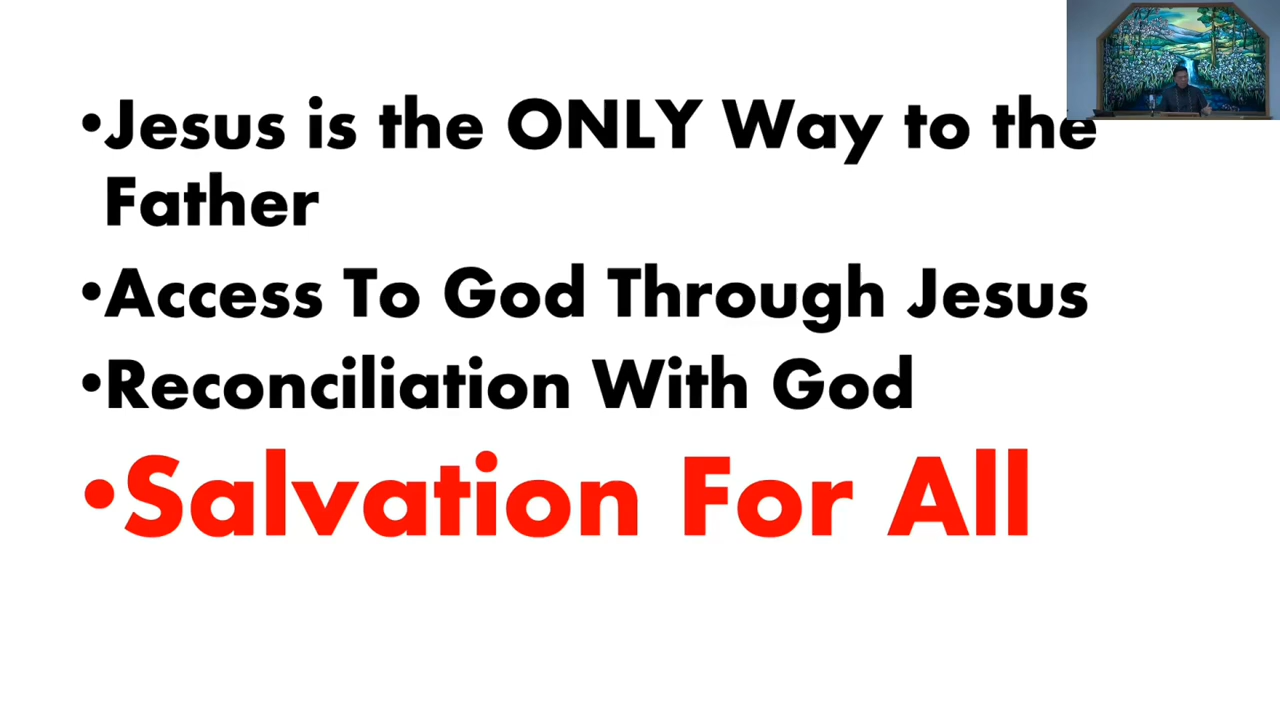 •Jesus is the ONLY Way to the
Father
•Access To God Through Jesus
•Reconciliation With God
•Salvation For All